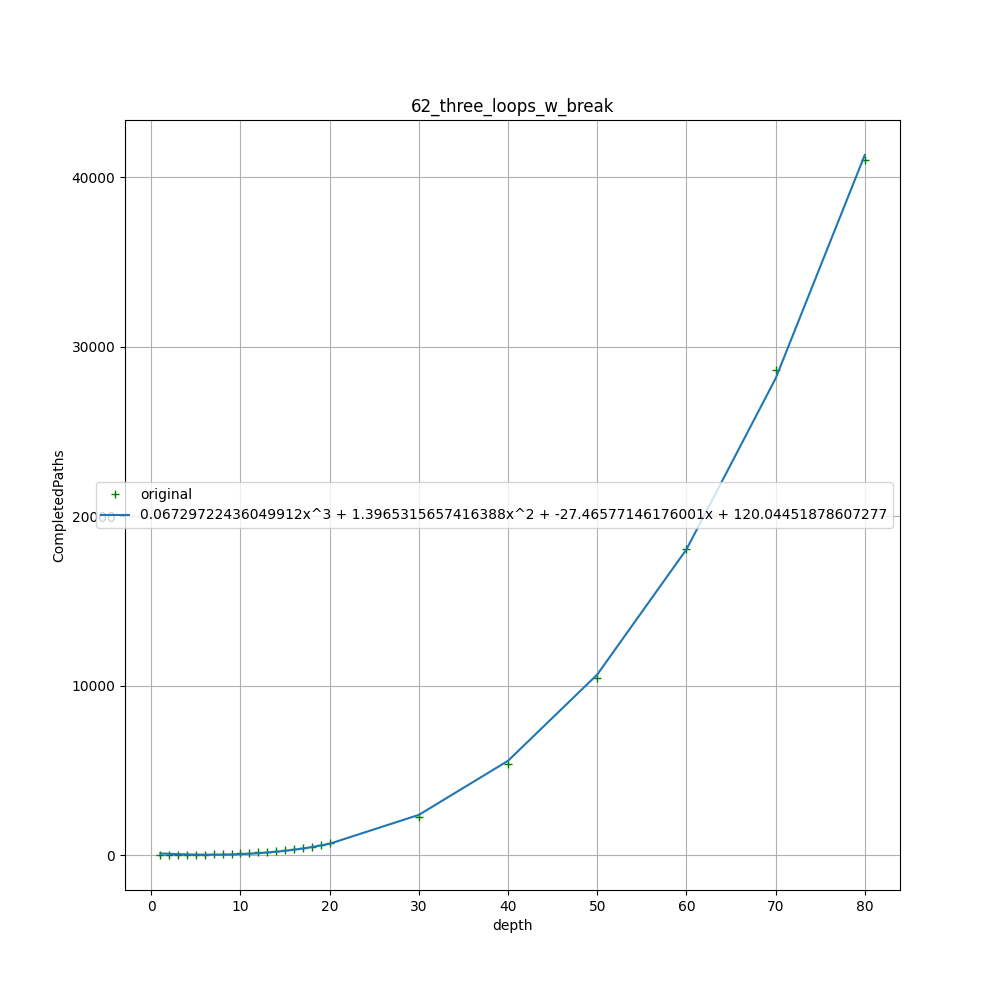 62_three_loops_w_break
CompletedPaths
40000
30000
20000
10000
0
original
0.06729722436049912x^3 + 1.3965315657416388x^2 + -27.46577146176001x + 120.04451878607277
0 10 20 30 40 50 60 70 80
depth